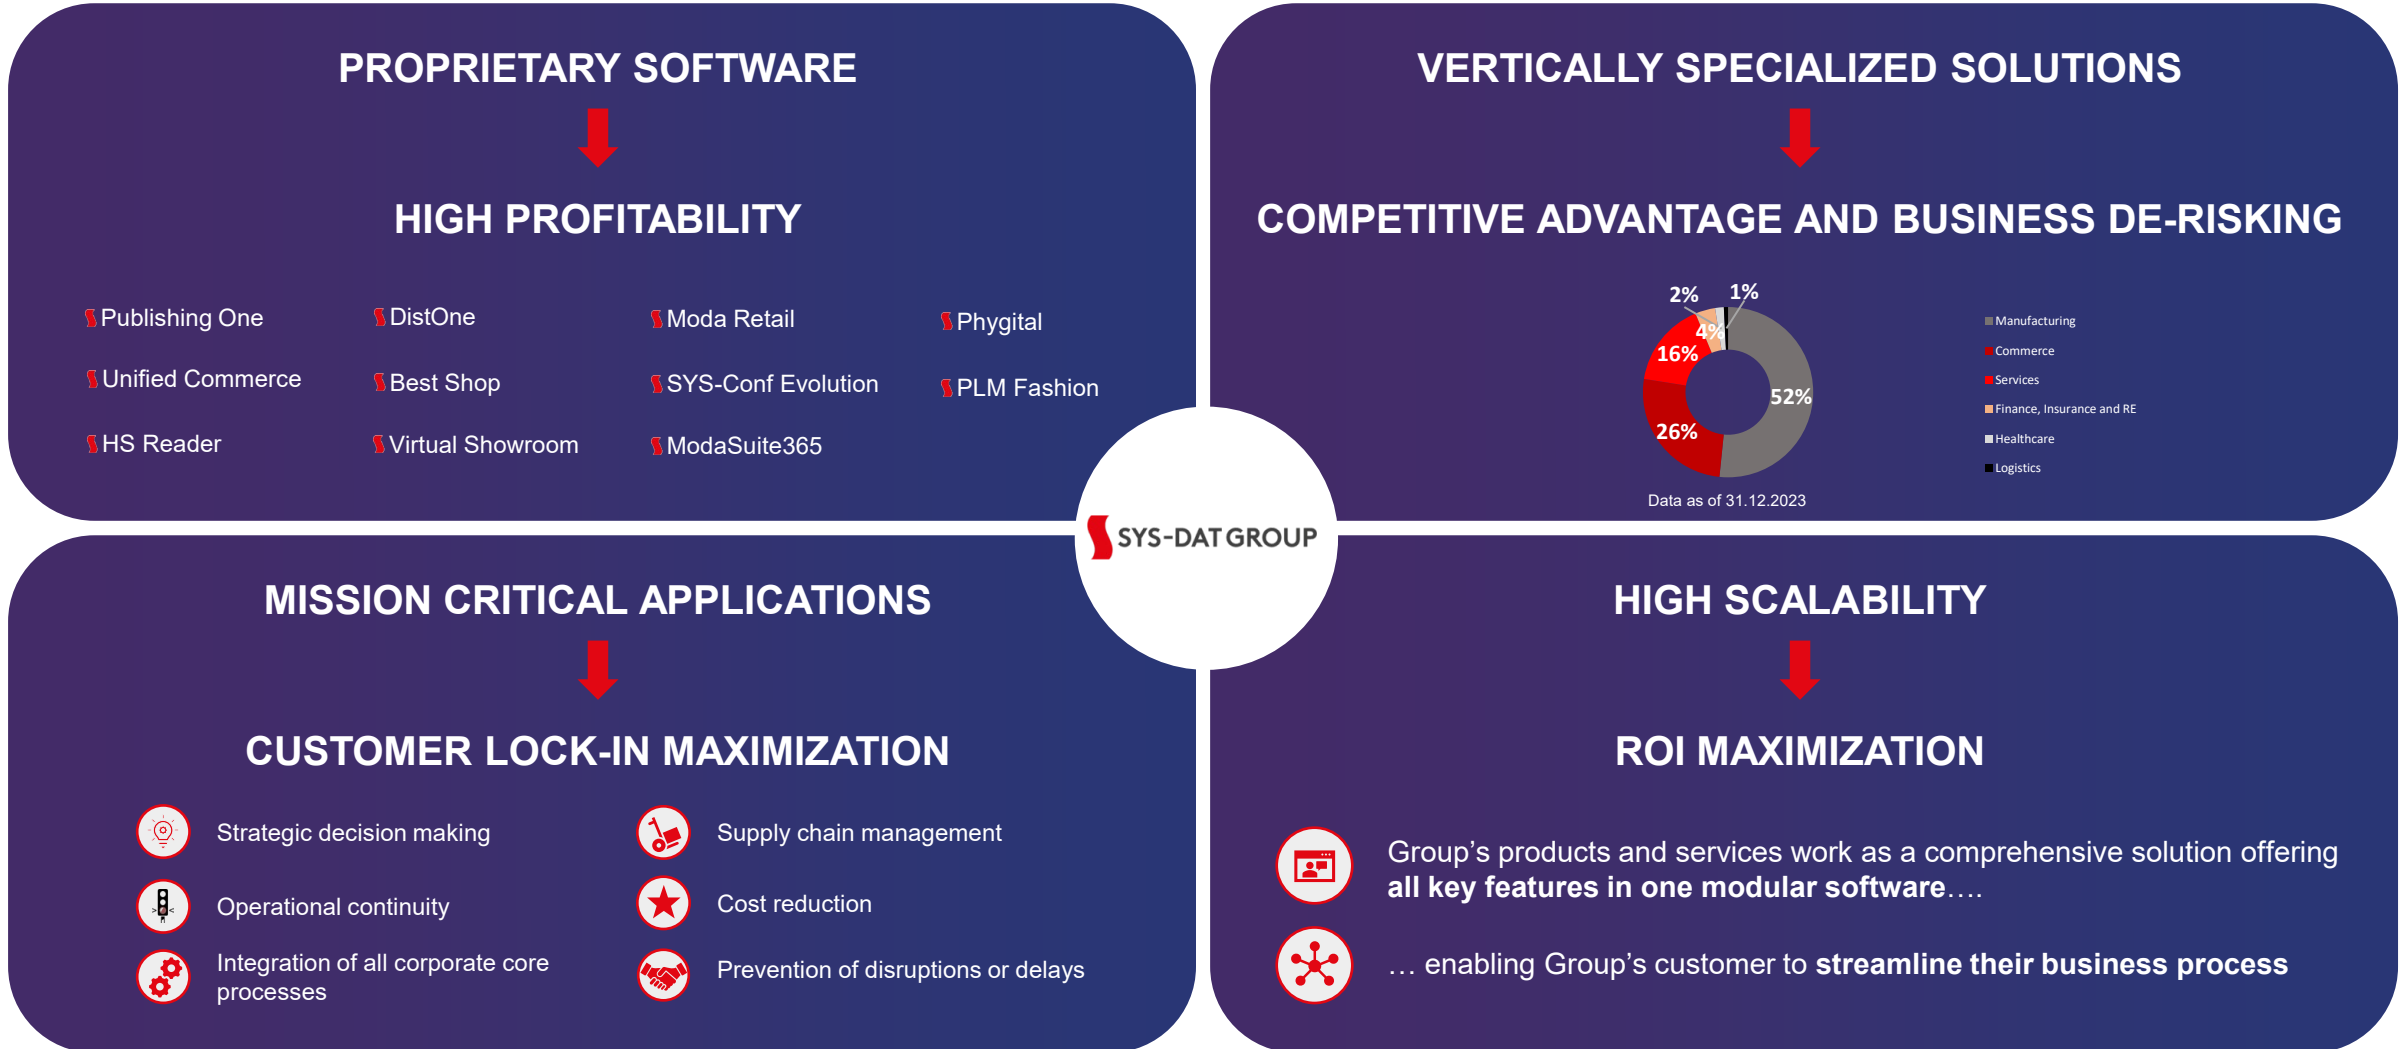 PROPRIETARY SOFTWARE
HIGH PROFITABILITY
Publishing One
DistOne
Moda Retail
Phygital
Unified Commerce
Best Shop
SYS-Conf Evolution
PLM Fashion
HS Reader
Virtual Showroom
ModaSuite365
VERTICALLY SPECIALIZED SOLUTIONS
COMPETITIVE ADVANTAGE AND BUSINESS DE-RISKING
2%
1%
4%
16%
52%
26%
Manufacturing
Commerce
Services
Finance, Insurance and RE
Healthcare
Logistics
Data as of 31.12.2023
SYS-DAT GROUP
MISSION CRITICAL APPLICATIONS
CUSTOMER LOCK-IN MAXIMIZATION
Strategic decision making
Supply chain management
Operational continuity
Cost reduction
Integration of all corporate core
processes
Prevention of disruptions or delays
HIGH SCALABILITY
ROI MAXIMIZATION
Group’s products and services work as a comprehensive solution offering
all key features in one modular software….
… enabling Group’s customer to streamline their business process